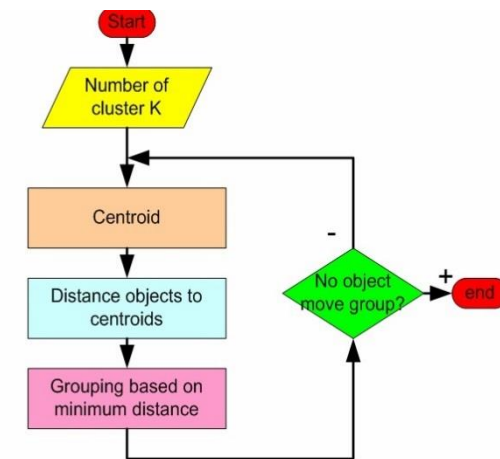 Start
Number of
cluster K
Centroid
Distance objects to
centroids
Grouping based on
minimum distance
-
No object
move group?
+
end